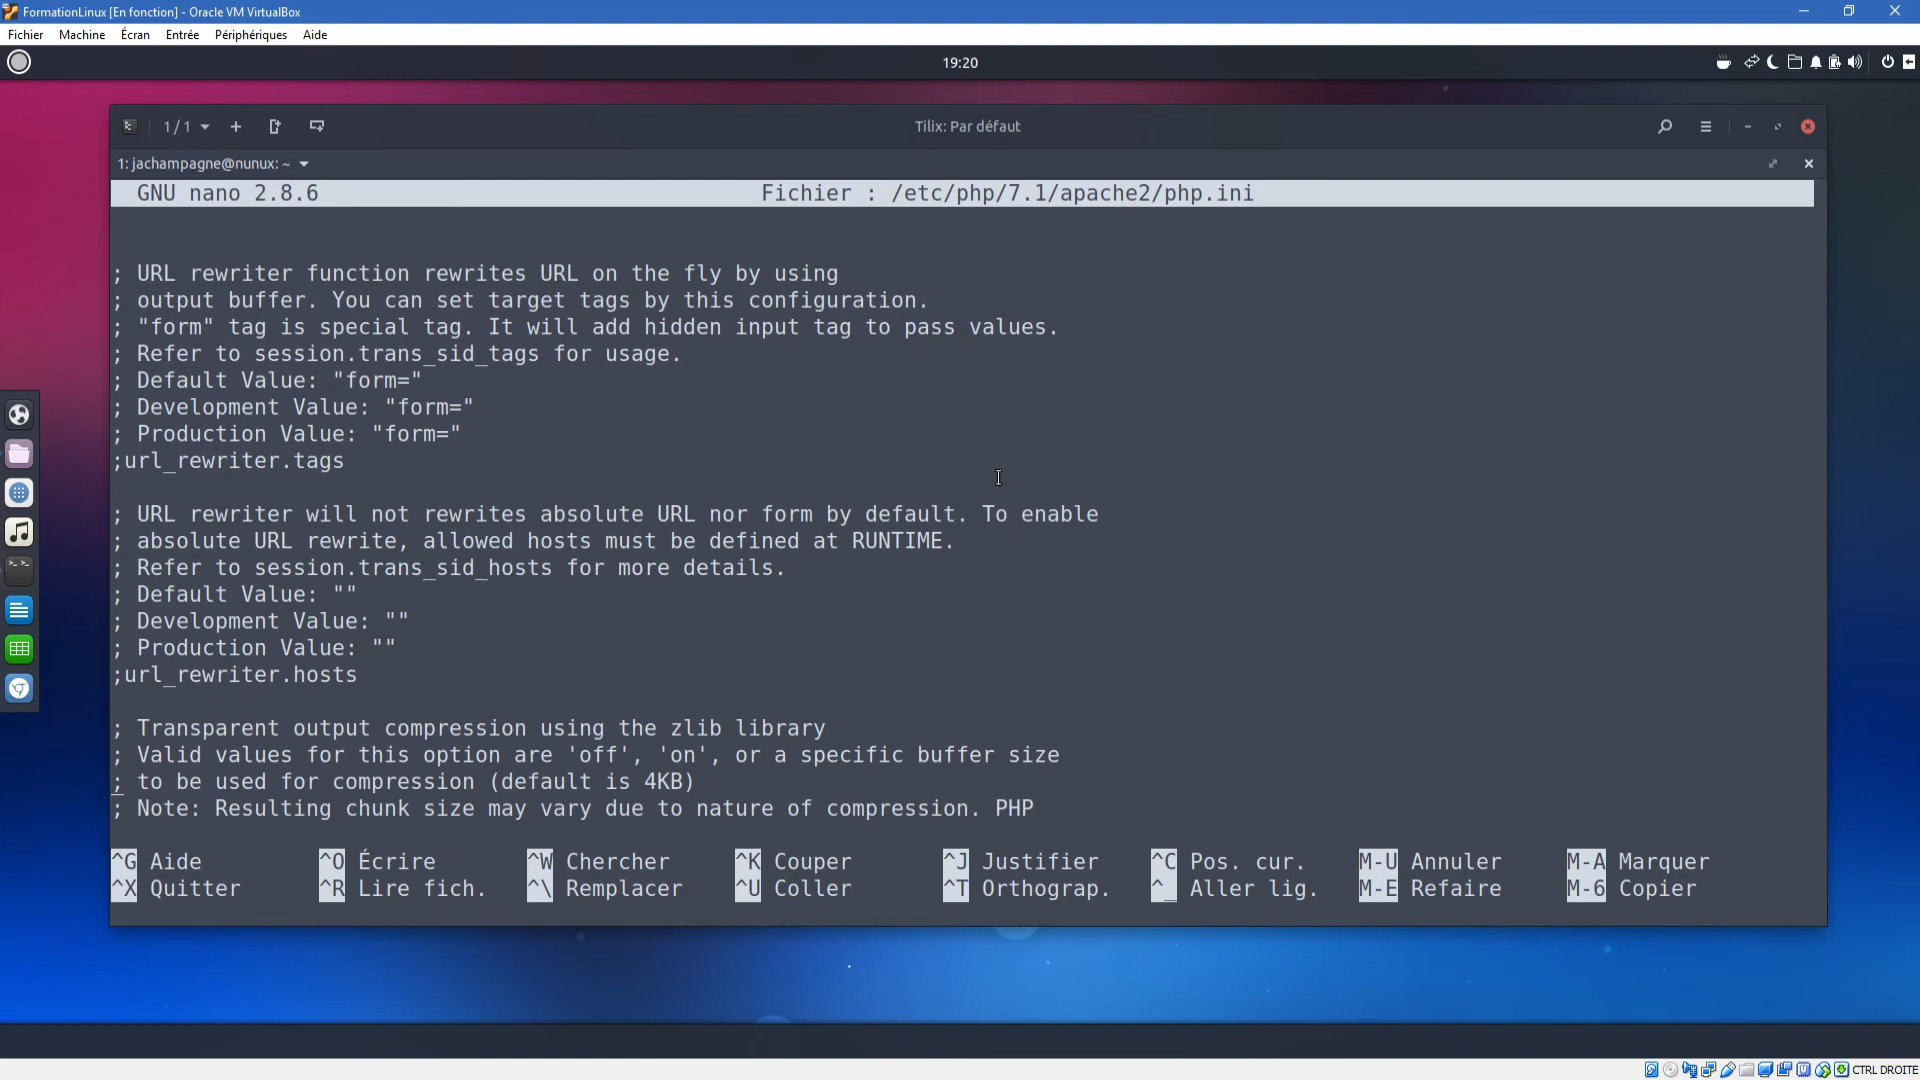 FormationLinux [En fonction] - Oracle VM VirtualBox
Fichier Machine Écran Entrée Périphériques Aide
19:20
1 / 1 Tilix: Par défaut
1: jachampagne@nunux: ~
GNU nano 2.8.6 Fichier : /etc/php/7.1/apache2/php.ini
; URL rewriter function rewrites URL on the fly by using
; output buffer. You can set target tags by this configuration.
; "form" tag is special tag. It will add hidden input tag to pass values.
; Refer to session.trans_sid_tags for usage.
; Default Value: "form="
; Development Value: "form="
; Production Value: "form="
;url_rewriter.tags
; URL rewriter will not rewrites absolute URL nor form by default. To enable
; absolute URL rewrite, allowed hosts must be defined at RUNTIME.
; Refer to session.trans_sid_hosts for more details.
; Default Value: ""
; Development Value: ""
; Production Value: ""
;url_rewriter.hosts
; Transparent output compression using the zlib library
; Valid values for this option are 'off', 'on', or a specific buffer size
; to be used for compression (default is 4KB)
; Note: Resulting chunk size may vary due to nature of compression. PHP
^G Aide ^O Écrire ^W Chercher ^K Couper ^J Justifier ^C Pos. cur. M-U Annuler M-A Marquer
^X Quitter ^R Lire fich. ^\ Remplacer ^U Coller ^T Orthograp. ^_ Aller lig. M-E Refaire M-6 Copier
CTRL DROITE